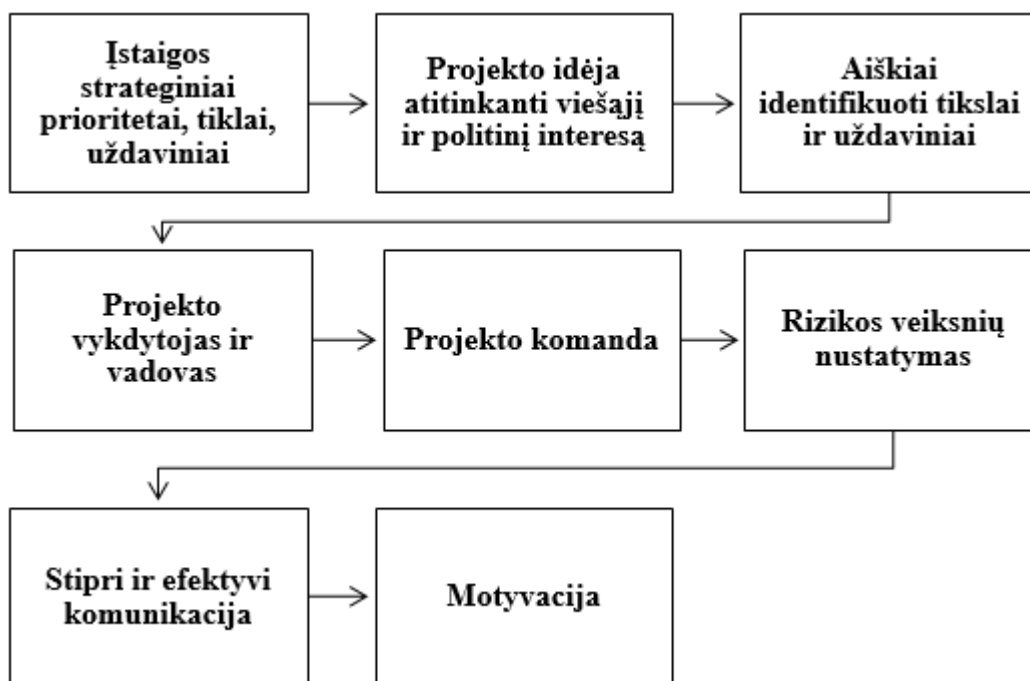 Įstaigos
strateginiai
prioritetai, tiklai,
uždaviniai
Projekto idėja
atitinkanti viešąjį
ir politinį interesą
Aiškiai
identifikuoti tikslai
ir uždaviniai
Projekto
vykdytojas ir
vadovas
Projekto komanda
Rizikos veiksnių
nustatymas
Stipri ir efektyvi
komunikacija
Motyvacija